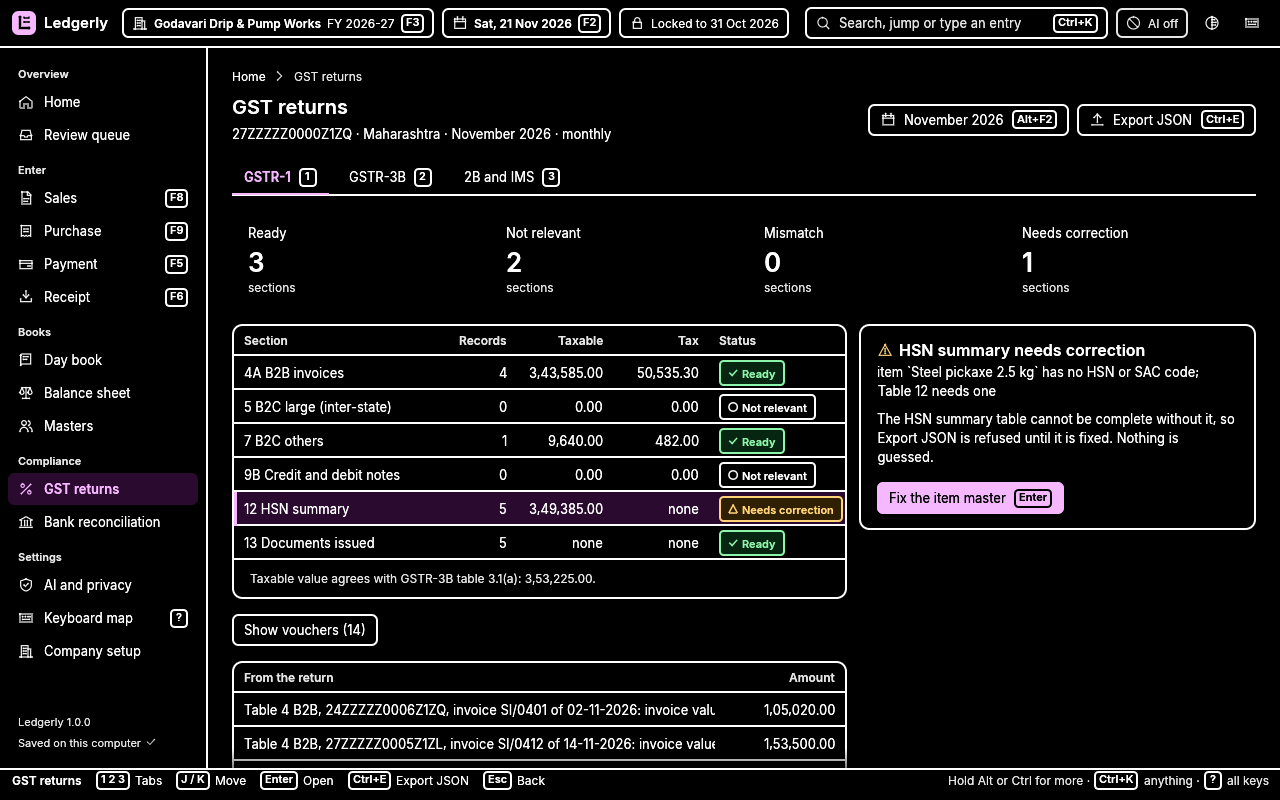 Ledgerly
Godavari Drip & Pump Works FY 2026-27 F3
Sat, 21 Nov 2026 F2
Locked to 31 Oct 2026
Search, jump or type an entry Ctrl+K
AI off
Overview
Home
Review queue
Enter
Sales F8
Purchase F9
Payment F5
Receipt F6
Books
Day book
Balance sheet
Masters
Compliance
GST returns
Bank reconciliation
Settings
AI and privacy
Keyboard map ?
Company setup
Ledgerly 1.0.0
Saved on this computer
Home GST returns
GST returns
27ZZZZZ0000Z1ZQ · Maharashtra · November 2026 · monthly
November 2026 Alt+F2
Export JSON Ctrl+E
GSTR-1 1 GSTR-3B 2 2B and IMS 3
Ready
3
sections
Not relevant
2
sections
Mismatch
0
sections
Needs correction
1
sections
Section Records Taxable Tax Status
4A B2B invoices 4 3,43,585.00 50,535.30 Ready
5 B2C large (inter-state) 0 0.00 0.00 Not relevant
7 B2C others 1 9,640.00 482.00 Ready
9B Credit and debit notes 0 0.00 0.00 Not relevant
12 HSN summary 5 3,49,385.00 none Needs correction
13 Documents issued 5 none none Ready
Taxable value agrees with GSTR-3B table 3.1(a): 3,53,225.00.
HSN summary needs correction
item `Steel pickaxe 2.5 kg` has no HSN or SAC code;
Table 12 needs one
The HSN summary table cannot be complete without it, so
Export JSON is refused until it is fixed. Nothing is
guessed.
Fix the item master Enter
Show vouchers (14)
From the return Amount
Table 4 B2B, 24ZZZZZ0006Z1ZQ, invoice SI/0401 of 02-11-2026: invoice valu 1,05,020.00
Table 4 B2B, 27ZZZZZ0005Z1ZL, invoice SI/0412 of 14-11-2026: invoice value 1,53,500.00
GST returns 1 2 3 Tabs J / K Move Enter Open Ctrl+E Export JSON Esc Back
Hold Alt or Ctrl for more · Ctrl+K anything · ? all keys